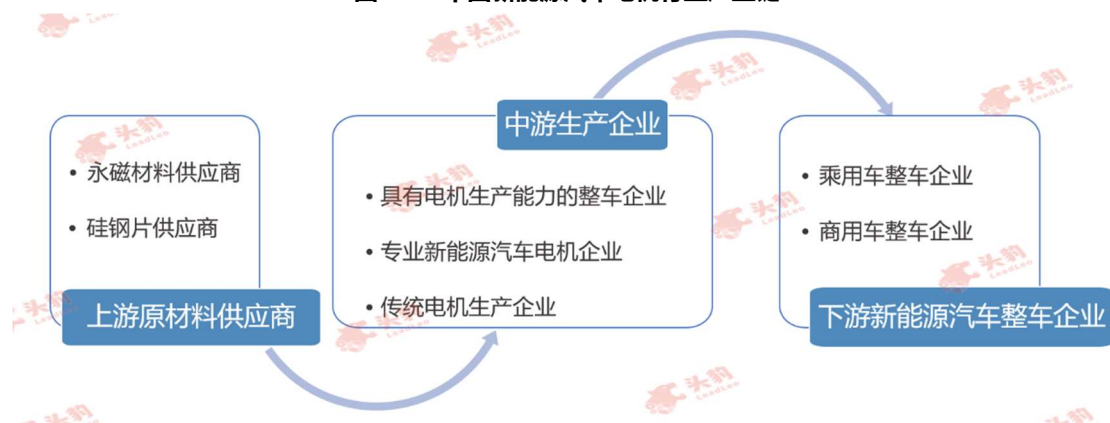 • 永磁材料供应商
• 硅钢片供应商
上游原材料供应商
中游生产企业
• 具有电机生产能力的整车企业
• 专业新能源汽车电机企业
• 传统电机生产企业
• 乘用车整车企业
• 商用车整车企业
下游新能源汽车整车企业
头豹
LeadLeo